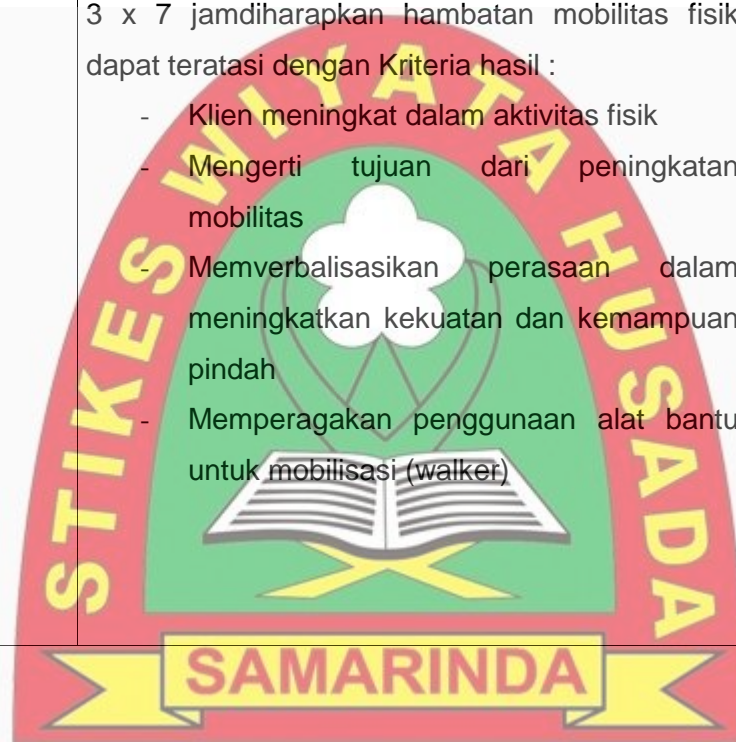 3 x 7 jamdiharapkan hambatan mobilitas fisik
dapat teratasi dengan Kriteria hasil :
- Klien meningkat dalam aktivitas fisik
- Mengerti tujuan dari peningkatan
mobilitas
- Memverbalisasikan perasaan dalam
meningkatkan kekuatan dan kemampuan
pindah
- Memperagakan penggunaan alat bantu
untuk mobilisasi (walker)
STIKES WIYATA HUSADA
SAMARINDA